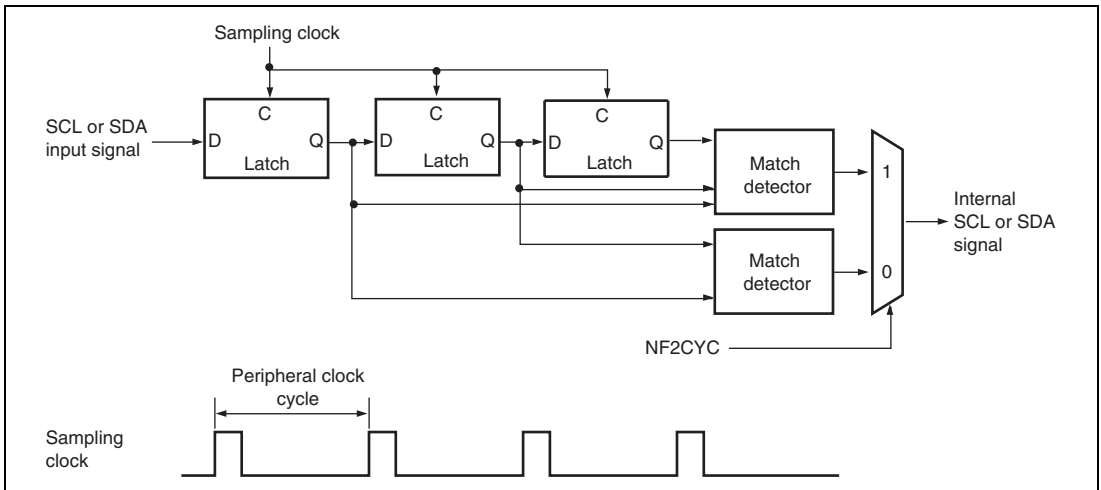 Sampling clock
SCL or SDA
input signal
D
C
Q
Latch
D
C
Q
Latch
D
C
Q
Latch
Match
detector
1
Match
detector
0
Internal
SCL or SDA
signal
NF2CYC
Peripheral clock
cycle
Sampling
clock